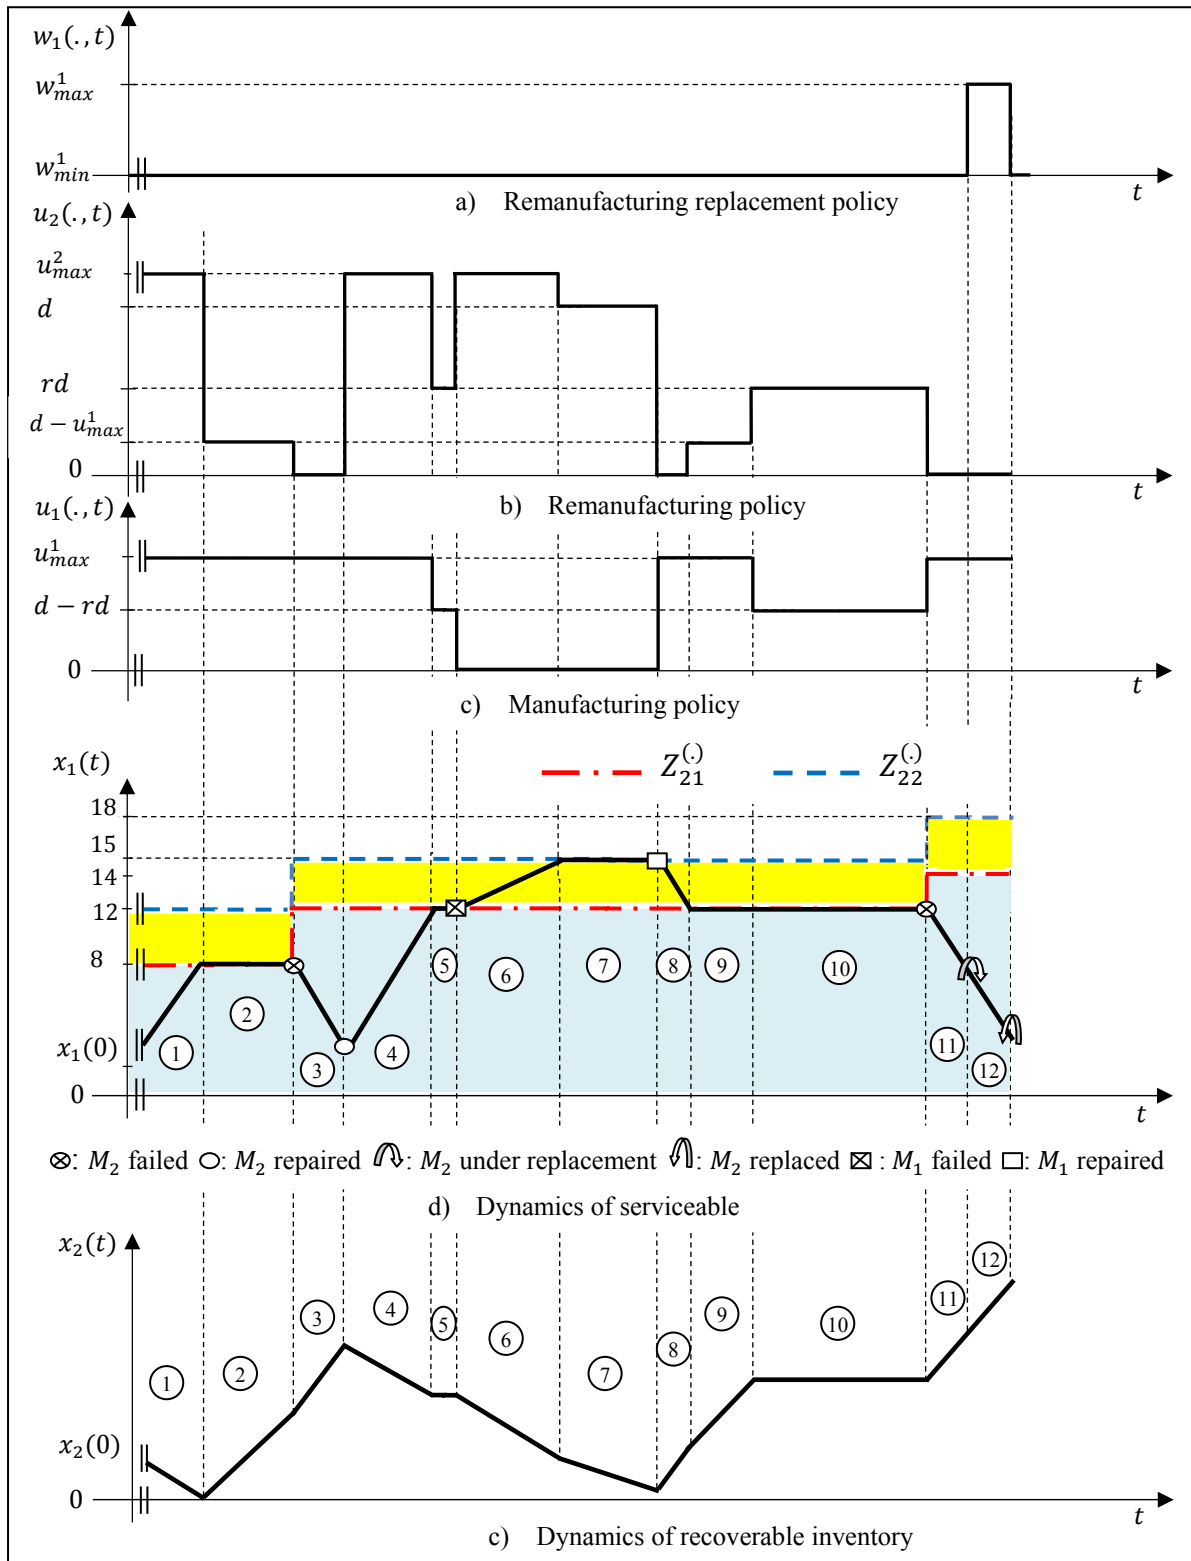 w₁(.,t)
w¹max
w¹min
t
a) Remanufacturing replacement policy
u₂(.,t)
u²max
d
rd
d − u¹max
0
t
b) Remanufacturing policy
u₁(.,t)
u¹max
d − rd
0
t
c) Manufacturing policy
x₁(t)
Z₂₁^(.) Z₂₂^(.)
18
15
14
12
8
5 6 7 8 9 10
2
x₁(0)
1 3 4 11 12
0
t
⊗: M₂ failed ○: M₂ repaired : M₂ under replacement : M₂ replaced ⊠: M₁ failed □: M₁ repaired
d) Dynamics of serviceable
x₂(t)
12
11
3 4 5 6 8 9 10
1 2 7
x₂(0)
0
t
c) Dynamics of recoverable inventory